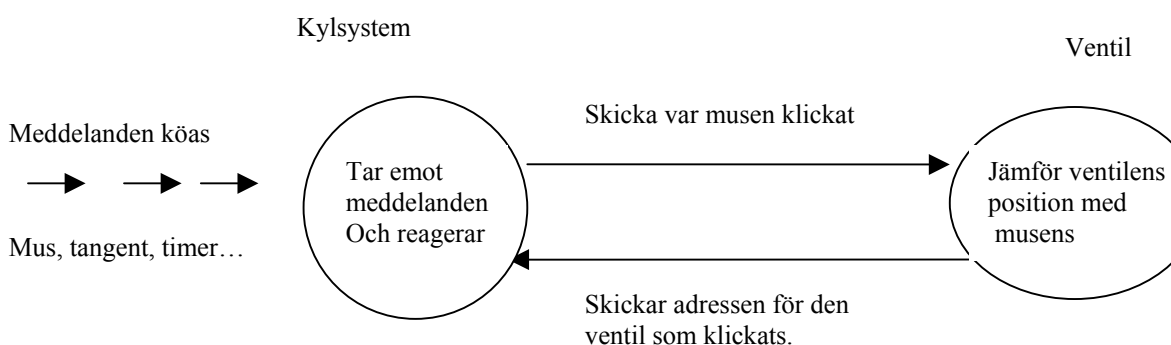 Kylsystem
Ventil
Meddelanden köas
Mus, tangent, timer…
Tar emot
meddelanden
Och reagerar
Skicka var musen klickat
Jämför ventilens
position med
musens
Skickar adressen för den
ventil som klickats.